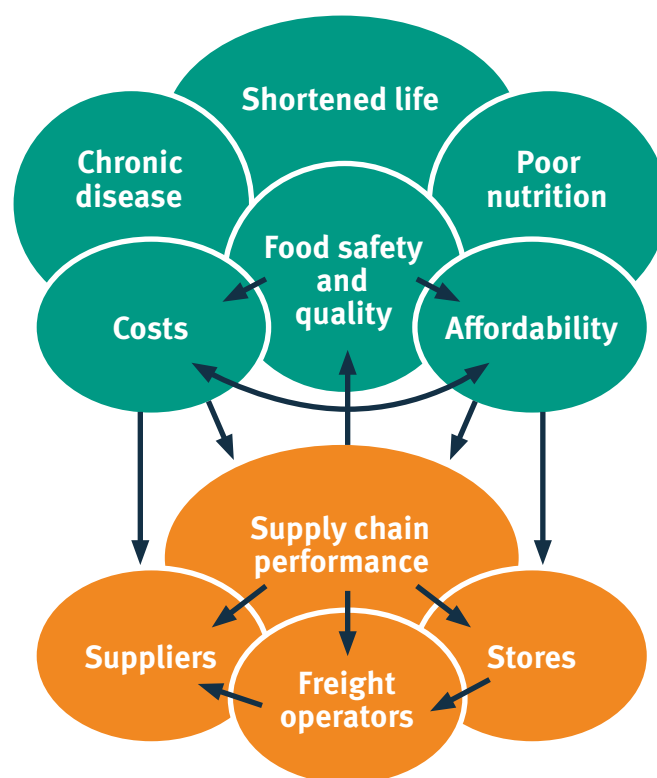 Shortened life
Chronic
disease
Poor
nutrition
Food safety
and
quality
Costs
Affordability
Supply chain
performance
Suppliers
Freight
operators
Stores